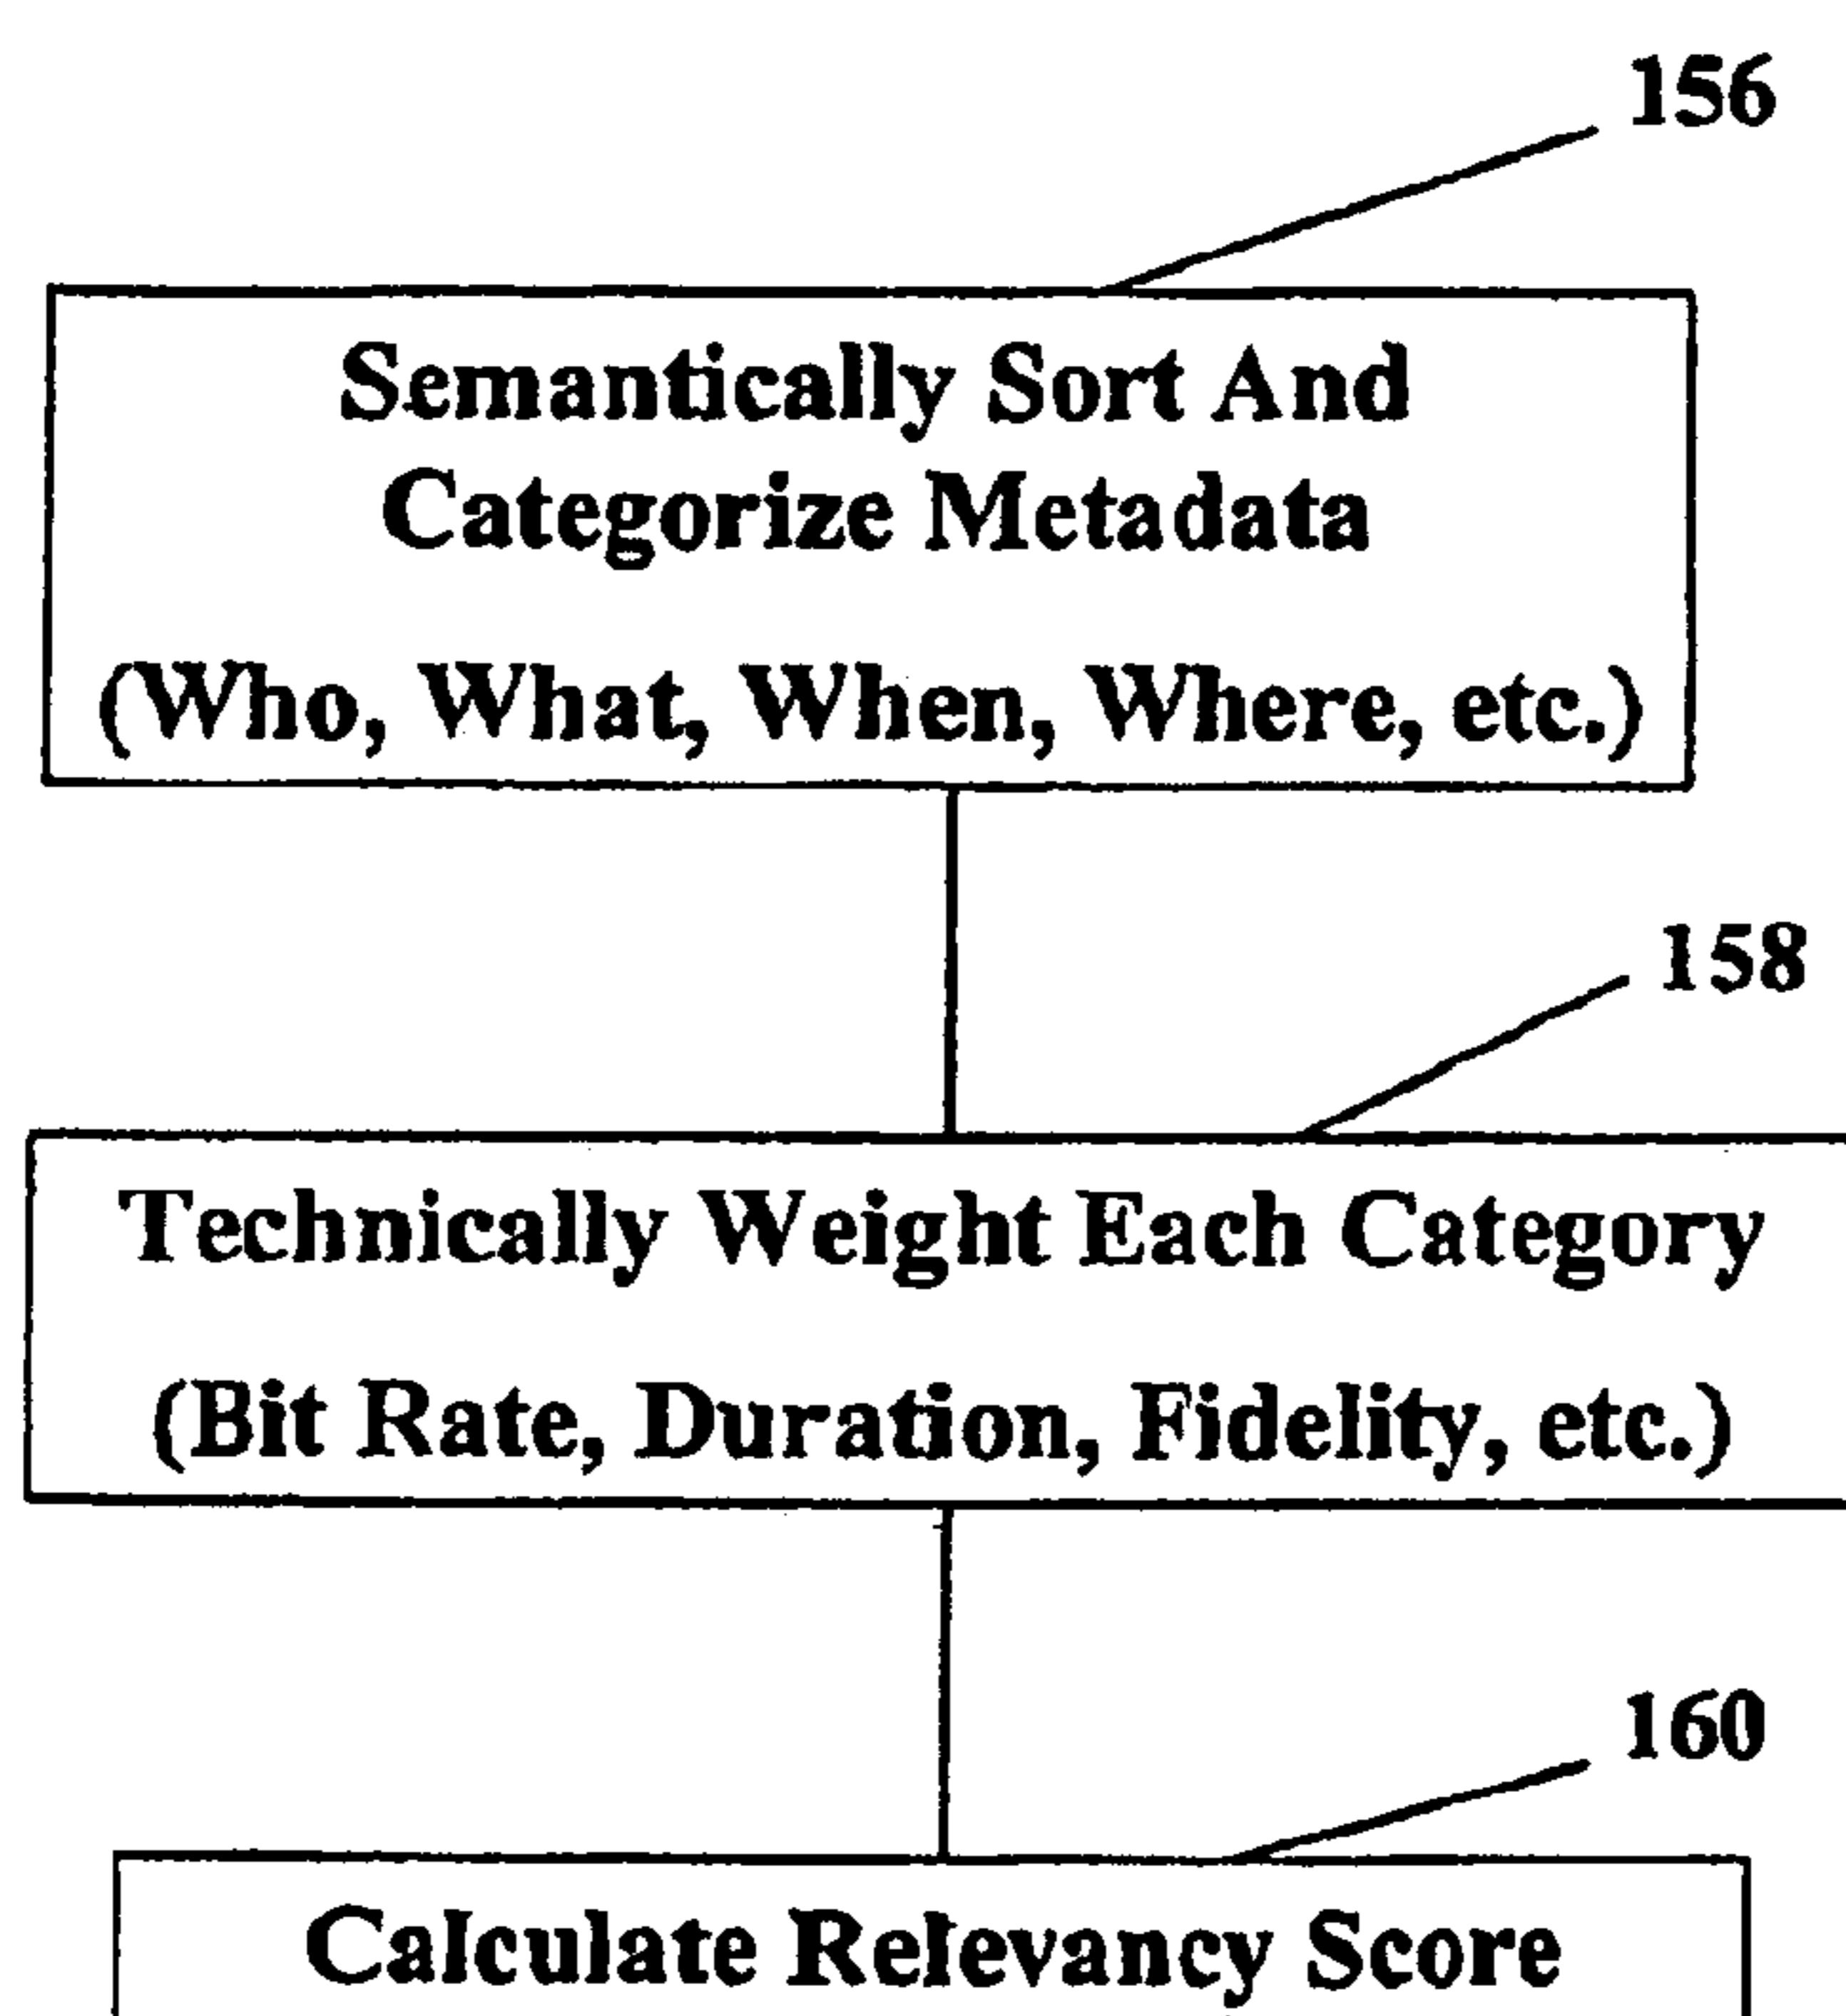 156
Semantically Sort And
Categorize Metadata
(Who, What, When, Where, etc.)
158
Technically Weight Each Category
(Bit Rate, Duration, Fidelity, etc.)
160
Calculate Relevancy Score